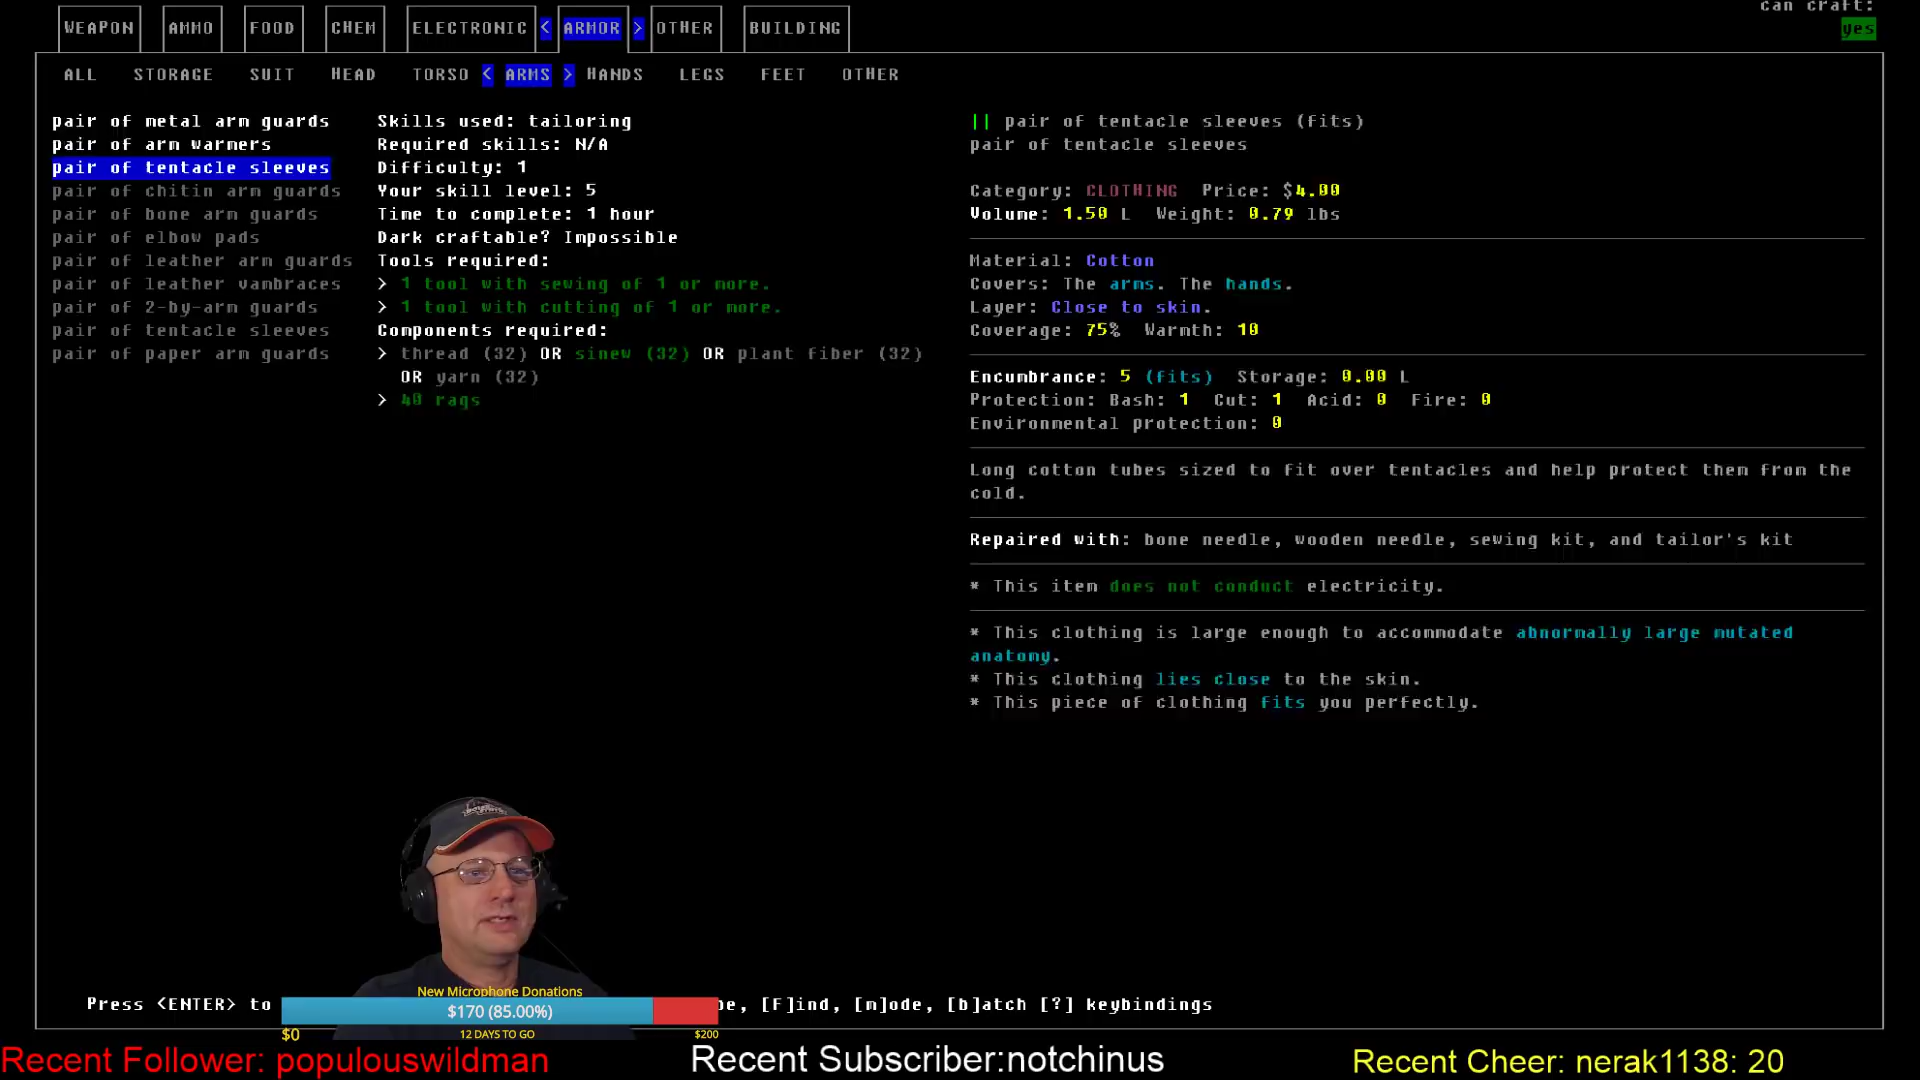 can craft:
WEAPON AMMO FOOD CHEM ELECTRONIC < ARMOR > OTHER BUILDING
yes
ALL STORAGE SUIT HEAD TORSO < ARMS > HANDS LEGS FEET OTHER
pair of metal arm guards
pair of arm warmers
pair of tentacle sleeves
pair of chitin arm guards
pair of bone arm guards
pair of elbow pads
pair of leather arm guards
pair of leather vambraces
pair of 2-by-arm guards
pair of tentacle sleeves
pair of paper arm guards
Skills used: tailoring
Required skills: N/A
Difficulty: 1
Your skill level: 5
Time to complete: 1 hour
Dark craftable? Impossible
Tools required:
> 1 tool with sewing of 1 or more.
> 1 tool with cutting of 1 or more.
Components required:
> thread (32) OR sinew (32) OR plant fiber (32)
OR yarn (32)
> 40 rags
|| pair of tentacle sleeves (fits)
pair of tentacle sleeves
Category: CLOTHING Price: $4.00
Volume: 1.50 L Weight: 0.79 lbs
Material: Cotton
Covers: The arms. The hands.
Layer: Close to skin.
Coverage: 75% Warmth: 10
Encumbrance: 5 (fits) Storage: 0.00 L
Protection: Bash: 1 Cut: 1 Acid: 0 Fire: 0
Environmental protection: 0
Long cotton tubes sized to fit over tentacles and help protect them from the
cold.
Repaired with: bone needle, wooden needle, sewing kit, and tailor's kit
* This item does not conduct electricity.
* This clothing is large enough to accommodate abnormally large mutated
anatomy.
* This clothing lies close to the skin.
* This piece of clothing fits you perfectly.
Press <ENTER> to
pe, [F]ind, [m]ode, [b]atch [?] keybindings
New Microphone Donations
$170 (85.00%)
$0 12 DAYS TO GO $200
Recent Follower: populouswildman
Recent Subscriber:notchinus
Recent Cheer: nerak1138: 20